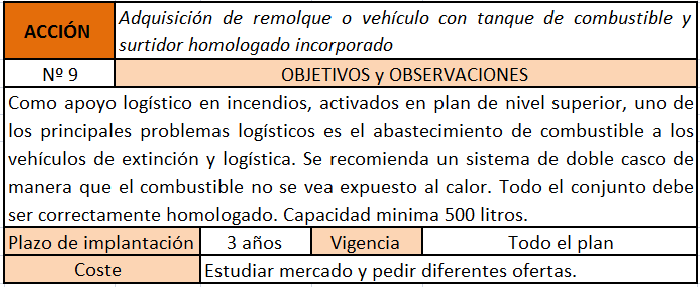 ACCIÓN
Adquisición de remolque o vehículo con tanque de combustible y
surtidor homologado incorporado
Nº 9
OBJETIVOS y OBSERVACIONES
Como apoyo logístico en incendios, activados en plan de nivel superior, uno de
los principales problemas logísticos es el abastecimiento de combustible a los
vehículos de extinción y logística. Se recomienda un sistema de doble casco de
manera que el combustible no se vea expuesto al calor. Todo el conjunto debe
ser correctamente homologado. Capacidad minima 500 litros.
Plazo de implantación
3 años
Vigencia
Todo el plan
Coste
Estudiar mercado y pedir diferentes ofertas.